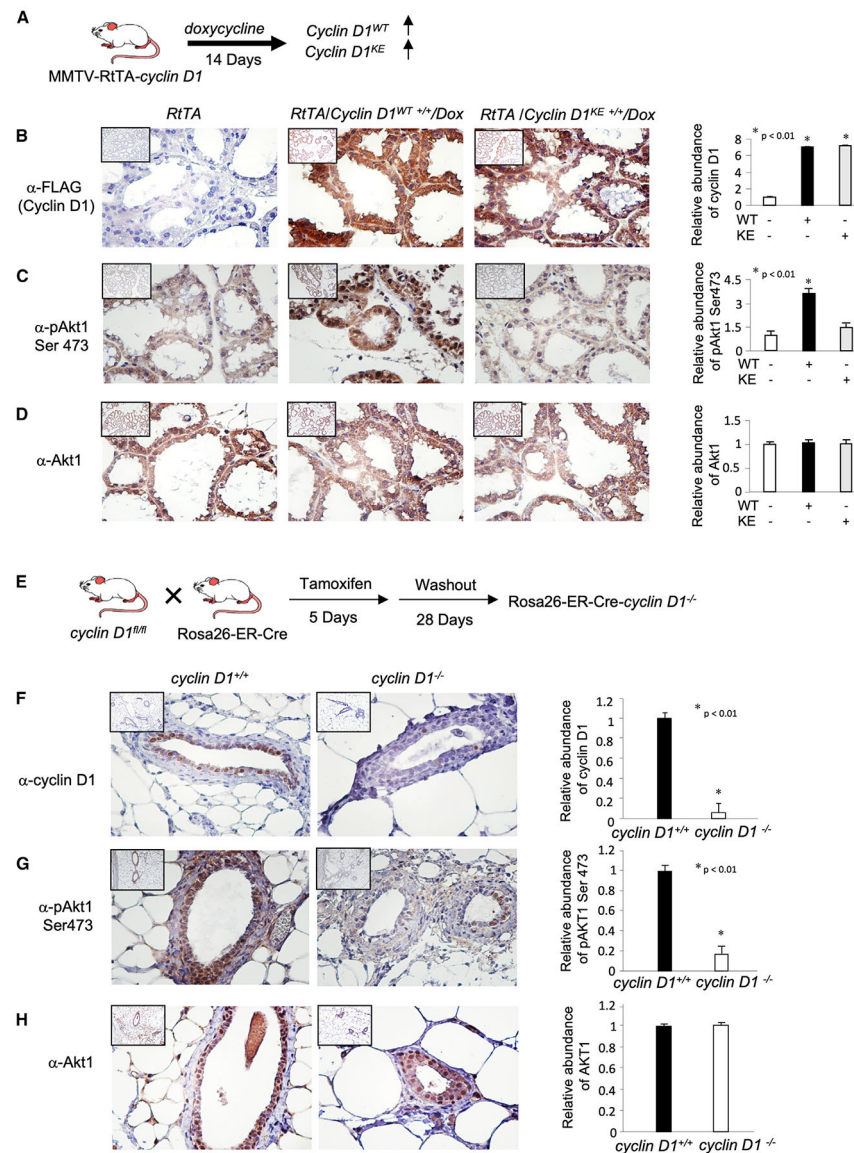 A
doxycycline
14 Days
Cyclin D1WT
Cyclin D1KE
MMTV-RtTA-cyclin D1
RtTA
RtTA/Cyclin D1WT +/+/Dox
RtTA /Cyclin D1KE +/+/Dox
B
α-FLAG
(Cyclin D1)
Relative abundance
of cyclin D1
8
6
4
2
0
* p < 0.01
* *
WT - + -
KE - - +
C
α-pAkt1
Ser 473
Relative abundance
of pAkt1 Ser473
4.5
3
1.5
0
* p < 0.01
*
WT - + -
KE - - +
D
α-Akt1
Relative abundance
of Akt1
1.5
1
0.5
0
WT - + -
KE - - +
E
cyclin D1fl/fl
×
Rosa26-ER-Cre
Tamoxifen
5 Days
Washout
28 Days
Rosa26-ER-Cre-cyclin D1-/-
cyclin D1+/+
cyclin D1-/-
F
α-cyclin D1
Relative abundance
of cyclin D1
1.2
1
0.8
0.6
0.4
0.2
0
* p < 0.01
*
cyclin D1+/+ cyclin D1 -/-
G
α-pAkt1
Ser473
Relative abundance
of pAKT1 Ser 473
1.2
1
0.8
0.6
0.4
0.2
0
* p < 0.01
*
cyclin D1+/+ cyclin D1 -/-
H
α-Akt1
Relative abundance
of AKT1
1.2
1
0.8
0.6
0.4
0.2
0
cyclin D1+/+ cyclin D1 -/-